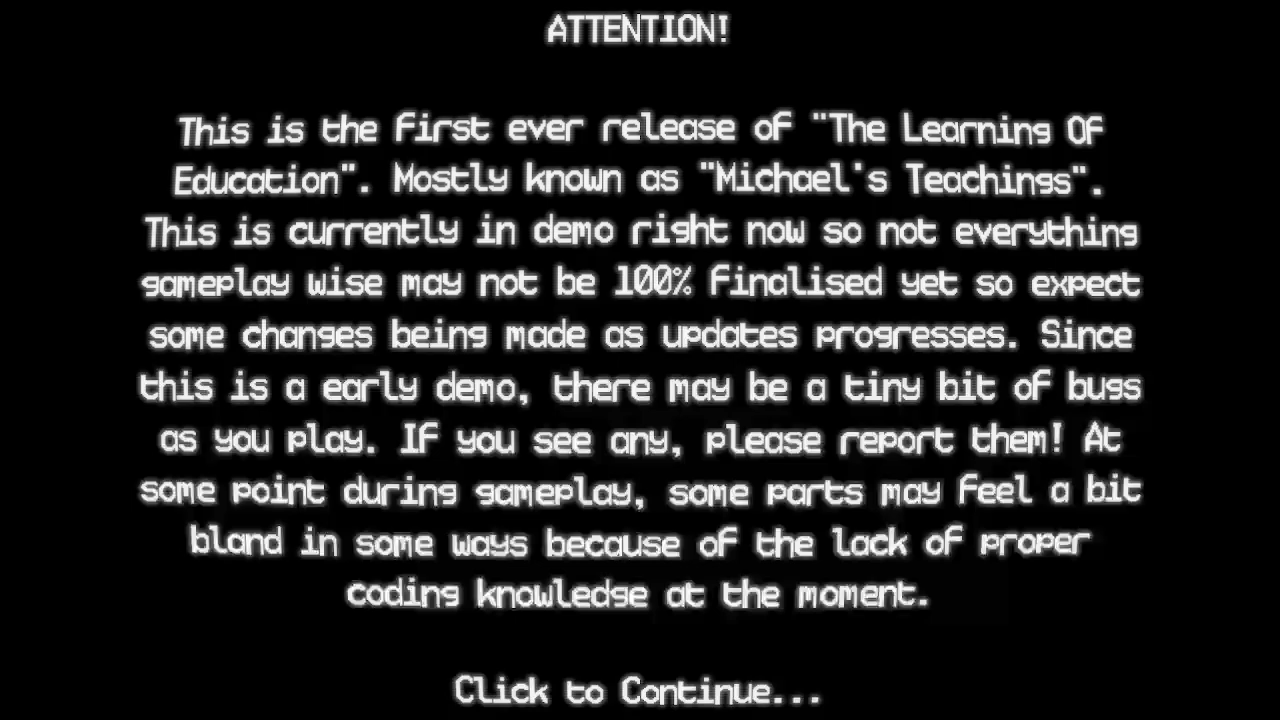 ATTENTION!
This is the first ever release of "The Learning Of
Education". Mostly known as "Michael's Teachings".
This is currently in demo right now so not everything
gameplay wise may not be 100% finalised yet so expect
some changes being made as updates progresses. Since
this is a early demo, there may be a tiny bit of bugs
as you play. If you see any, please report them! At
some point during gameplay, some parts may feel a bit
bland in some ways because of the lack of proper
coding knowledge at the moment.
Click to Continue...